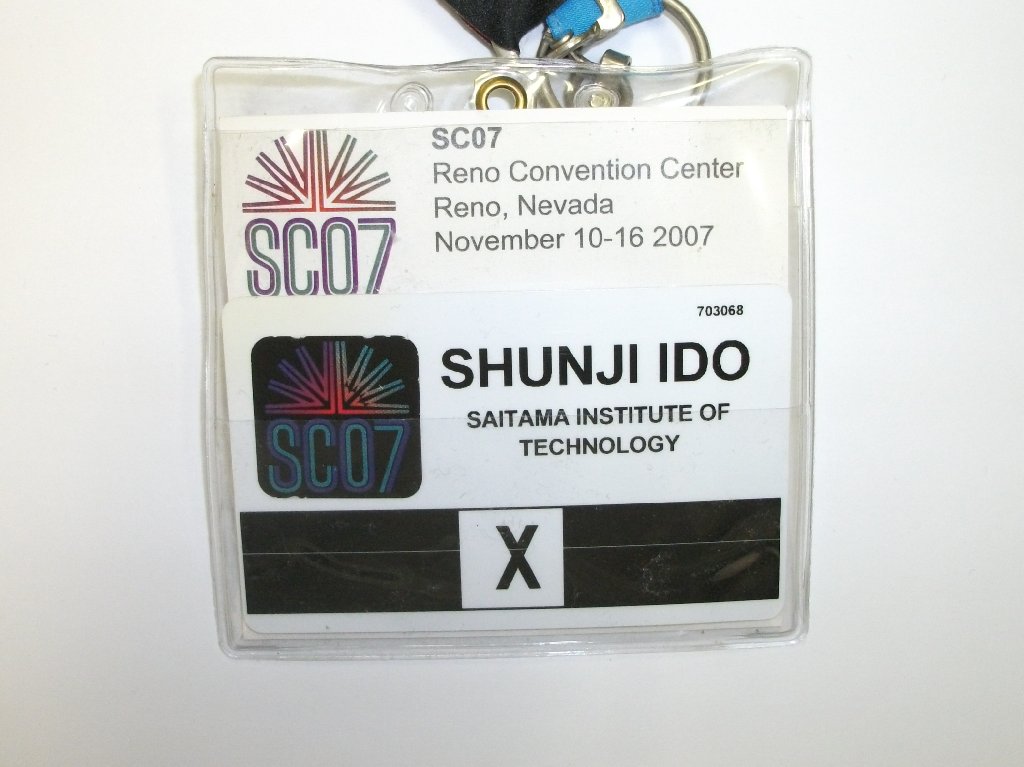 SC07
Reno Convention Center
Reno, Nevada
November 10-16 2007
SC07
703068
SHUNJI IDO
SAITAMA INSTITUTE OF
TECHNOLOGY
SC07
X